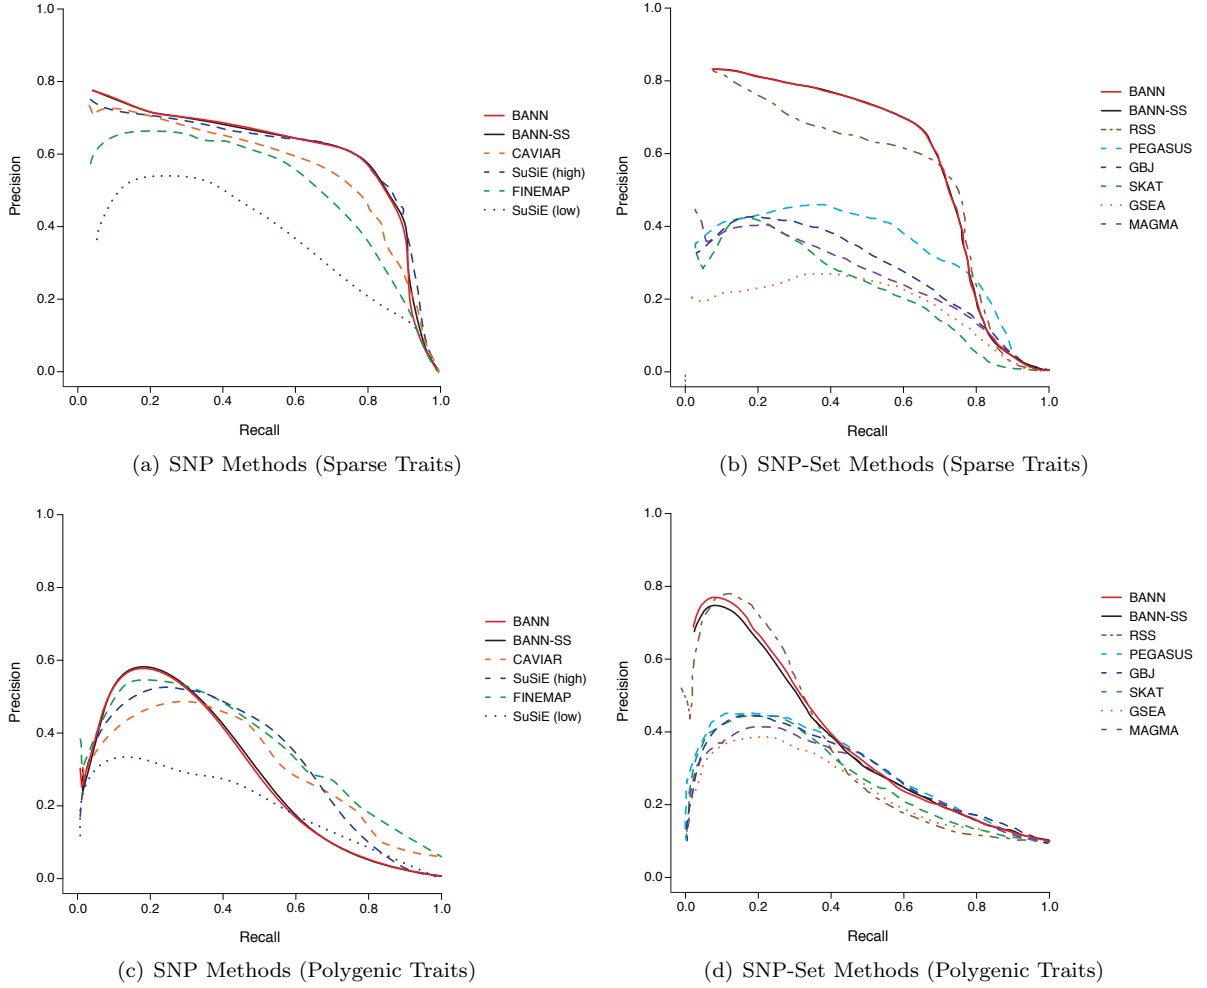 1.0
0.8
0.6
0.4
0.2
0.0
Precision
0.0 0.2 0.4 0.6 0.8 1.0
Recall
BANN
BANN-SS
CAVIAR
SuSiE (high)
FINEMAP
SuSiE (low)
(a) SNP Methods (Sparse Traits)
1.0
0.8
0.6
0.4
0.2
0.0
Precision
0.0 0.2 0.4 0.6 0.8 1.0
Recall
BANN
BANN-SS
RSS
PEGASUS
GBJ
SKAT
GSEA
MAGMA
(b) SNP-Set Methods (Sparse Traits)
1.0
0.8
0.6
0.4
0.2
0.0
Precision
0.0 0.2 0.4 0.6 0.8 1.0
Recall
BANN
BANN-SS
CAVIAR
SuSiE (high)
FINEMAP
SuSiE (low)
(c) SNP Methods (Polygenic Traits)
1.0
0.8
0.6
0.4
0.2
0.0
Precision
0.0 0.2 0.4 0.6 0.8 1.0
Recall
BANN
BANN-SS
RSS
PEGASUS
GBJ
SKAT
GSEA
MAGMA
(d) SNP-Set Methods (Polygenic Traits)